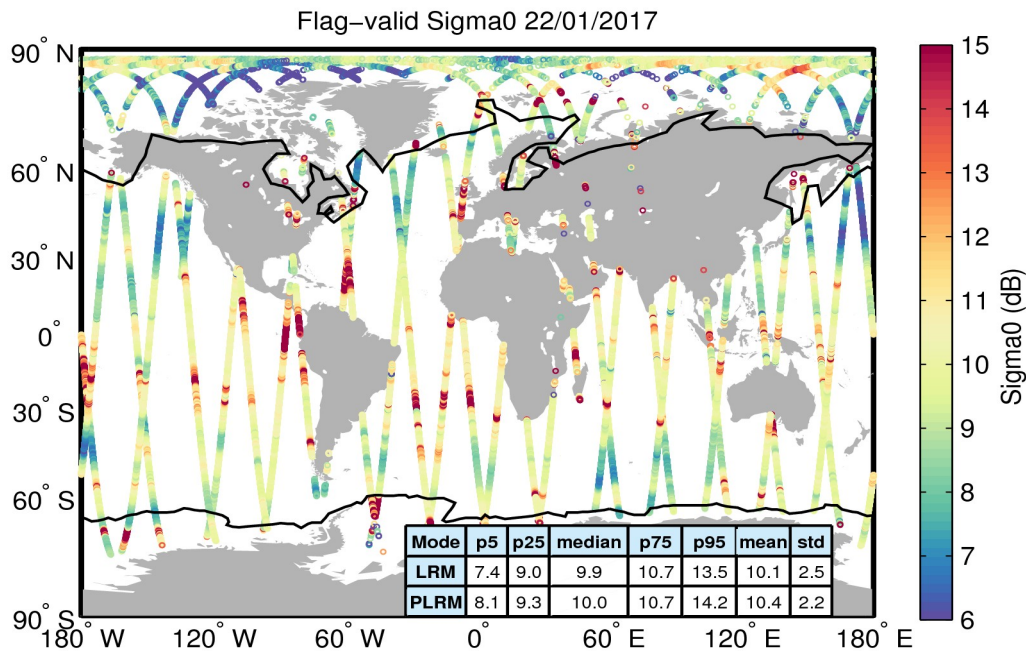 Flag−valid Sigma0 22/01/2017
90° N
60° N
30° N
0°
30° S
60° S
90° S
180° W
120° W
60° W
0°
60° E
120° E
180° E
Mode p5 p25 median p75 p95 mean std
LRM 7.4 9.0 9.9 10.7 13.5 10.1 2.5
PLRM 8.1 9.3 10.0 10.7 14.2 10.4 2.2
15
14
13
12
11
10
9
8
7
6
Sigma0 (dB)